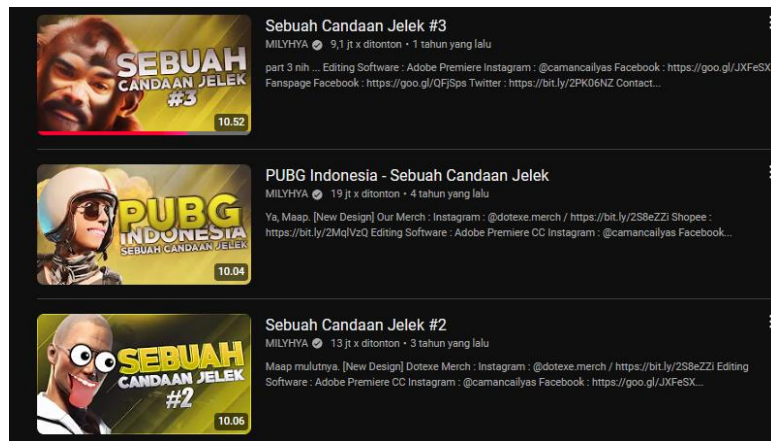 SEBUAH
CANDAAN JELEK
#3
10.52
Sebuah Candaan Jelek #3
MILYHYA 9,1 jt x ditonton • 1 tahun yang lalu
part 3 nih ... Editing Software : Adobe Premiere Instagram : @camancailyas Facebook : https://goo.gl/JXFeSX
Fanspage Facebook : https://goo.gl/QFjSps Twitter : https://bit.ly/2PK06NZ Contact...
PUBG
INDONESIA
SEBUAH CANDAAN JELEK
10.04
PUBG Indonesia - Sebuah Candaan Jelek
MILYHYA 19 jt x ditonton • 4 tahun yang lalu
Ya, Maap. [New Design] Our Merch : Instagram : @dotexe.merch / https://bit.ly/2S8eZZi Shopee :
https://bit.ly/2MqlVzQ Editing Software : Adobe Premiere CC Instagram : @camancailyas Facebook...
SEBUAH
CANDAAN JELEK
#2
10.06
Sebuah Candaan Jelek #2
MILYHYA 13 jt x ditonton • 3 tahun yang lalu
Maap mulutnya. [New Design] Dotexe Merch : Instagram : @dotexe.merch / https://bit.ly/2S8eZZi Editing
Software : Adobe Premiere CC Instagram : @camancailyas Facebook : https://goo.gl/JXFeSX...